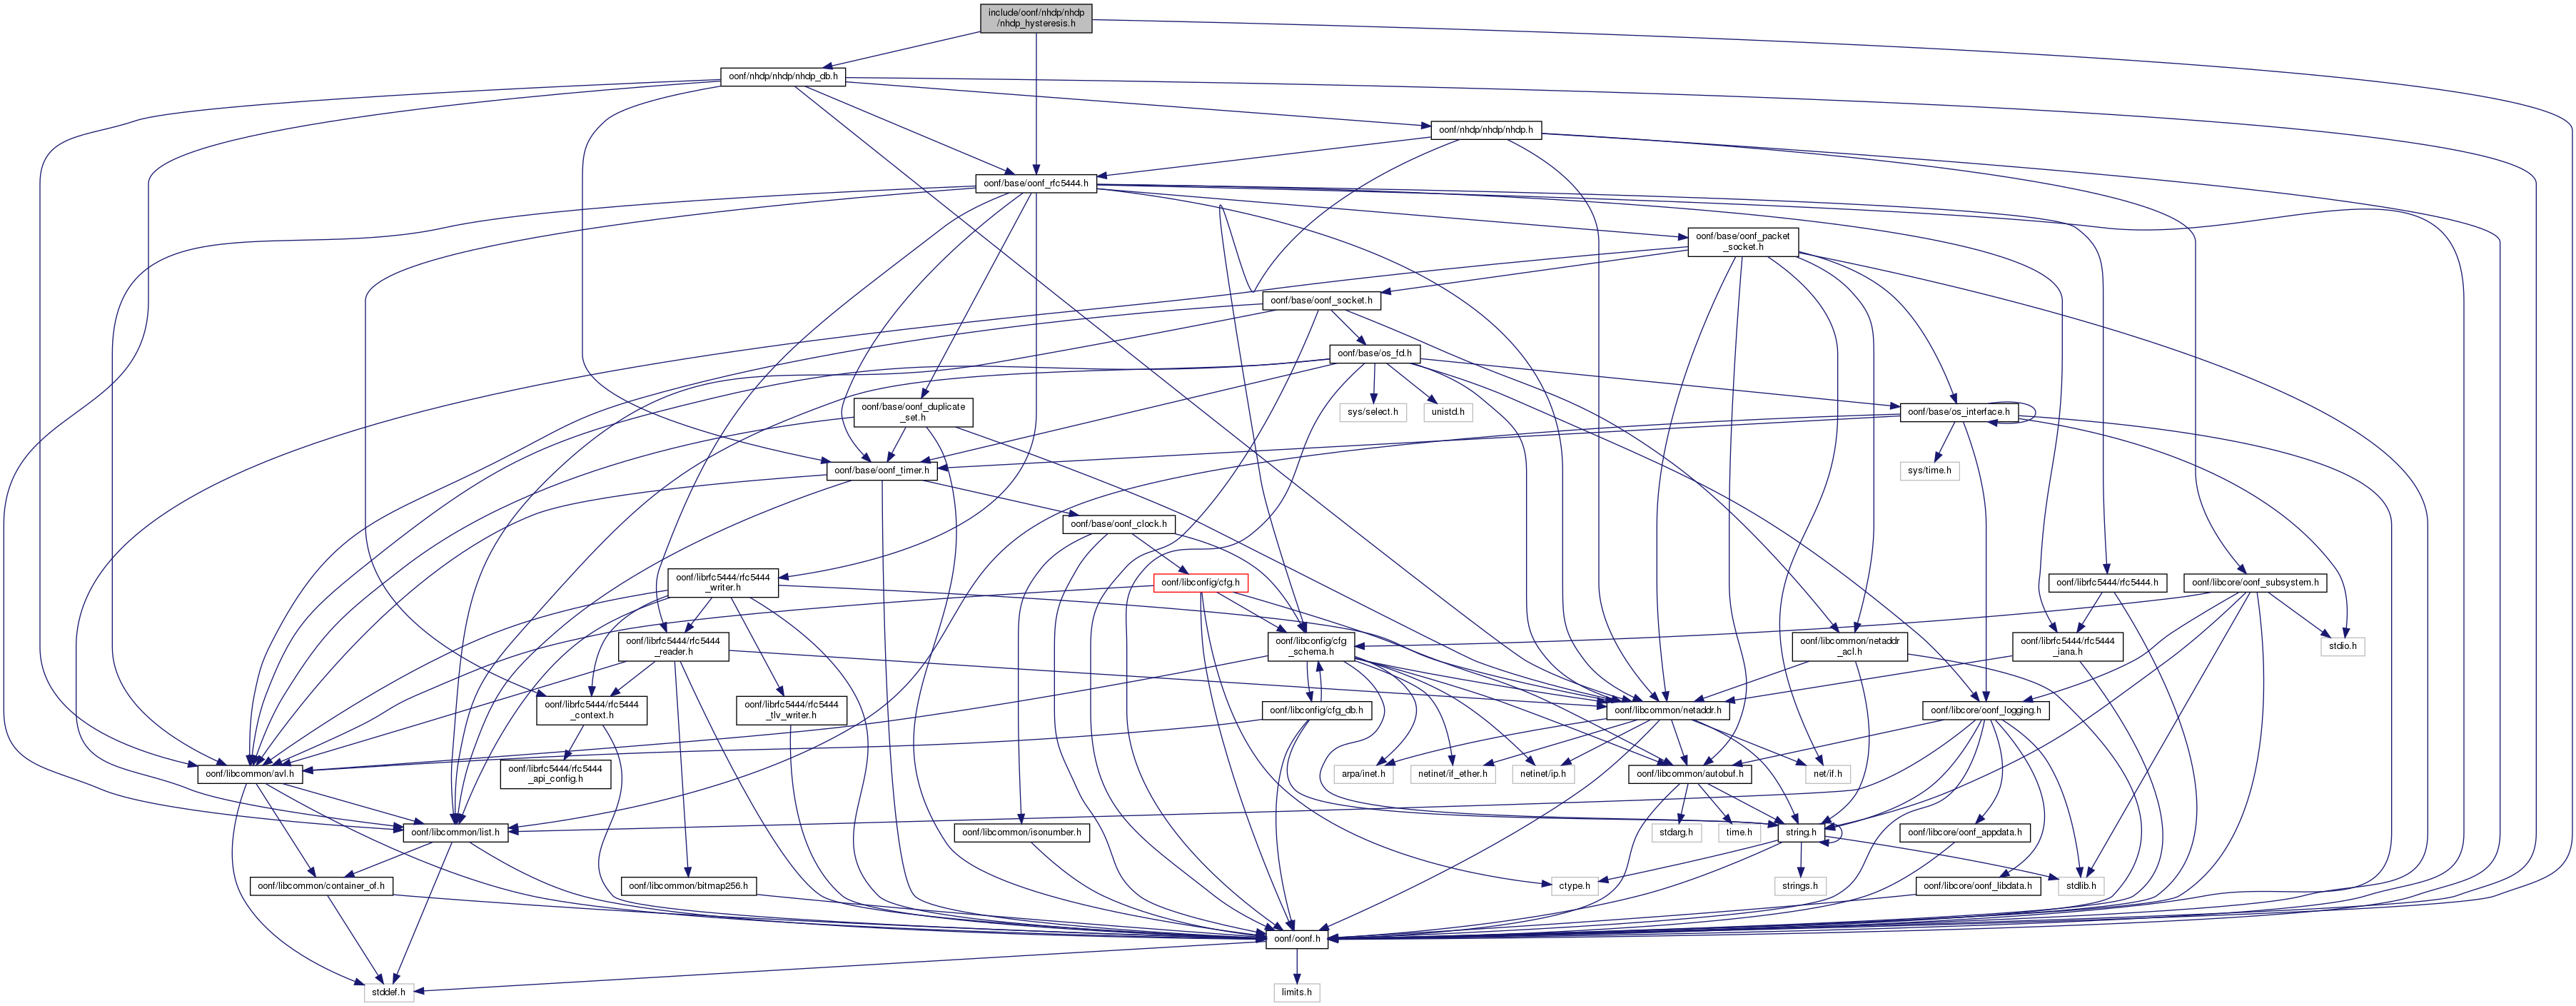 include/oonf/nhdp/nhdp
/nhdp_hysteresis.h
oonf/nhdp/nhdp/nhdp_db.h
oonf/nhdp/nhdp/nhdp.h
oonf/base/oonf_rfc5444.h
oonf/base/oonf_packet
_socket.h
oonf/base/oonf_socket.h
oonf/base/os_fd.h
oonf/base/oonf_duplicate
_set.h
sys/select.h
unistd.h
oonf/base/os_interface.h
oonf/base/oonf_timer.h
sys/time.h
oonf/base/oonf_clock.h
oonf/librfc5444/rfc5444
_writer.h
oonf/libconfig/cfg.h
oonf/librfc5444/rfc5444.h
oonf/libcore/oonf_subsystem.h
oonf/librfc5444/rfc5444
_reader.h
oonf/libconfig/cfg
_schema.h
oonf/libcommon/netaddr
_acl.h
oonf/librfc5444/rfc5444
_iana.h
stdio.h
oonf/librfc5444/rfc5444
_context.h
oonf/librfc5444/rfc5444
_tlv_writer.h
oonf/libconfig/cfg_db.h
oonf/libcommon/netaddr.h
oonf/libcore/oonf_logging.h
oonf/libcommon/avl.h
oonf/librfc5444/rfc5444
_api_config.h
arpa/inet.h
netinet/if_ether.h
netinet/ip.h
oonf/libcommon/autobuf.h
net/if.h
oonf/libcommon/list.h
oonf/libcommon/isonumber.h
stdarg.h
time.h
string.h
oonf/libcore/oonf_appdata.h
oonf/libcommon/container_of.h
oonf/libcommon/bitmap256.h
ctype.h
strings.h
oonf/libcore/oonf_libdata.h
stdlib.h
oonf/oonf.h
stddef.h
limits.h